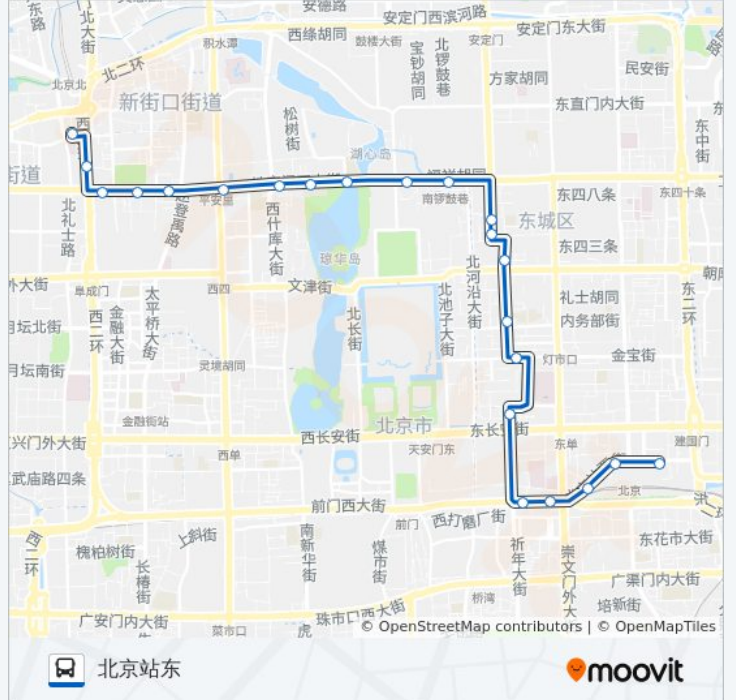 安德路
东路
门北大街
安定门西滨河路
安定门东大街
西绦胡同
鼓楼大街
安定门
积水潭
宝钞胡同
北锣鼓巷
民安街
北二环
方家胡同
北京北
新街口街道
东直门内大街
松树街
东中街
湖心岛
街道
平安里
南锣鼓巷
东四八条
东四十条
北礼士路
西什库大街
东城区
东四三条
琼华岛
北河沿大街
外大街
阜成门
西四
文津街
朝
礼士胡同
东二环
太平桥大街
金融大街
西二环
北长街
北池子大街
内务部街
月坛北街
灯市口
金宝街
月坛南街
灵境胡同
金融街站
北京市
兴门外大街
西长安街
东长安街
天安门东
东单
建国门
西单
武庙路四条
北京
前门西大街
前门
西打磨厂街
上斜街
西二环
槐柏树街
南新华街
煤市街
祈年大街
崇文门外大
东花市大街
长椿街
广渠门内大街
桥湾
培新街
广安门内大街
珠市口西大街
菜市口
虎
© OpenStreetMap contributors | © OpenMapTiles
北京站东
moovit